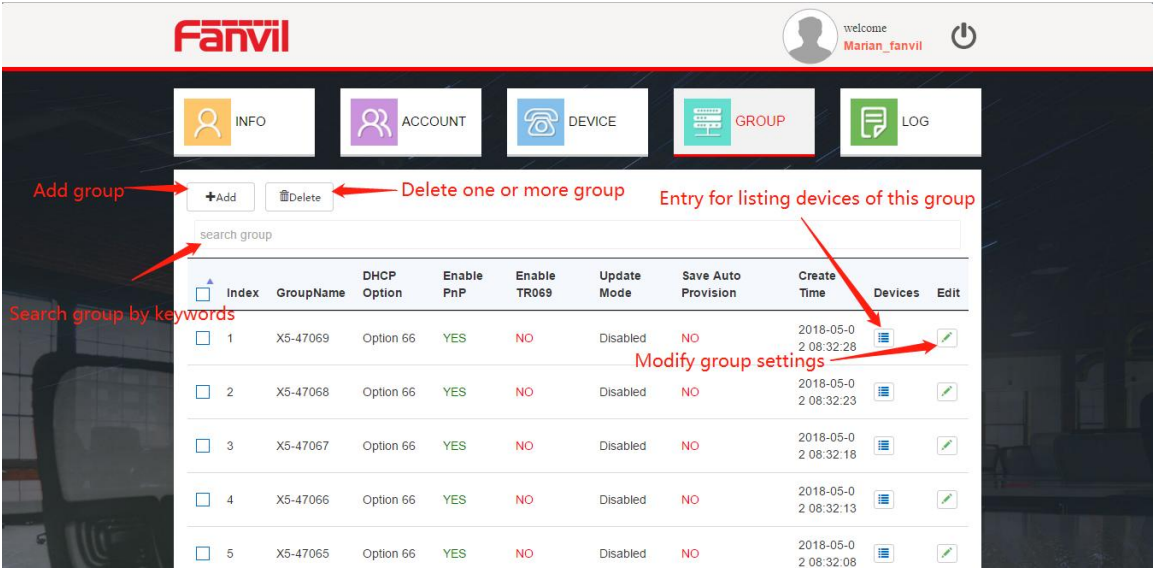 Fanvil
welcome
Marian_fanvil
INFO
ACCOUNT
DEVICE
GROUP
LOG
Add group
+Add
Delete
Delete one or more group
Entry for listing devices of this group
search group
Search group by keywords
Index GroupName DHCP Option Enable PnP Enable TR069 Update Mode Save Auto Provision Create Time Devices Edit
1 X5-47069 Option 66 YES NO Disabled NO 2018-05-0
2 08:32:28
Modify group settings
2 X5-47068 Option 66 YES NO Disabled NO 2018-05-0
2 08:32:23
3 X5-47067 Option 66 YES NO Disabled NO 2018-05-0
2 08:32:18
4 X5-47066 Option 66 YES NO Disabled NO 2018-05-0
2 08:32:13
5 X5-47065 Option 66 YES NO Disabled NO 2018-05-0
2 08:32:08